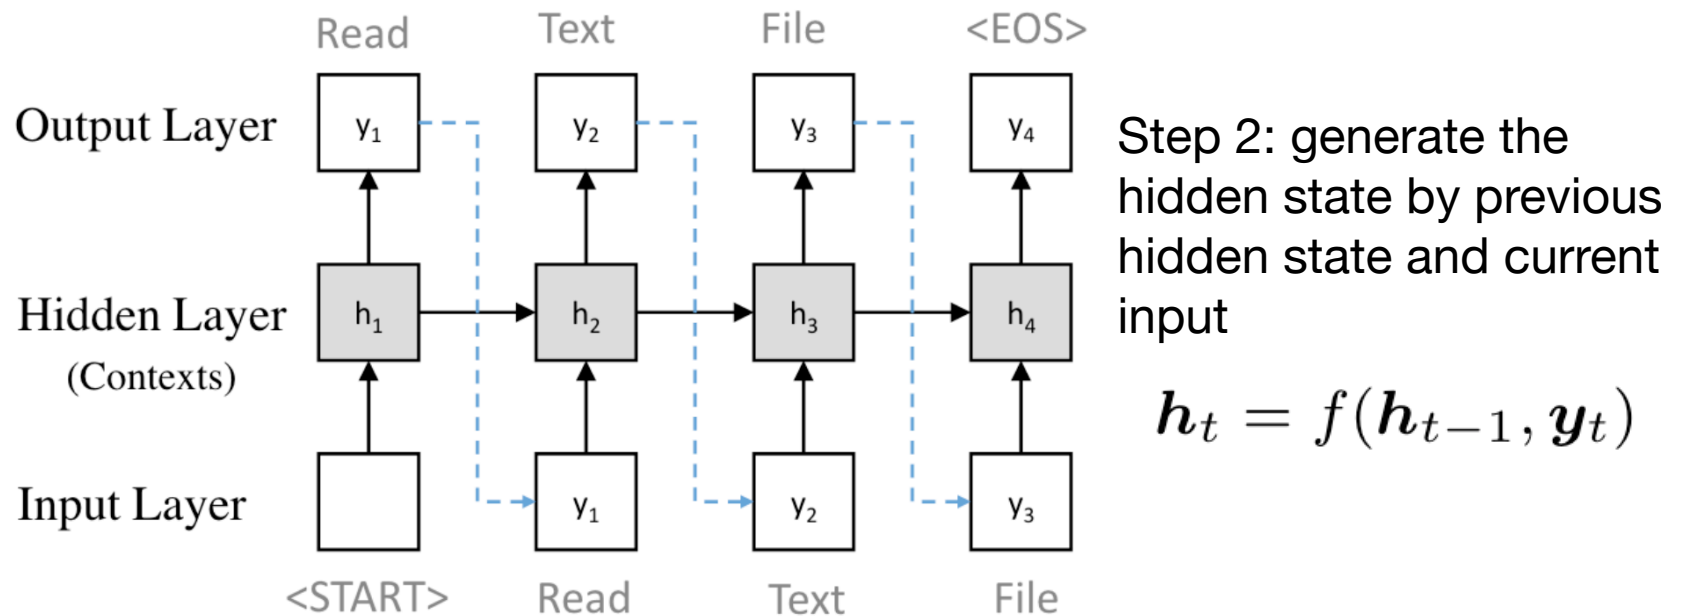 Read Text File <EOS>
Output Layer y₁ y₂ y₃ y₄
Hidden Layer h₁ h₂ h₃ h₄
(Contexts)
Input Layer y₁ y₂ y₃
<START> Read Text File
Step 2: generate the
hidden state by previous
hidden state and current
input
hₜ = f(hₜ₋₁, yₜ)